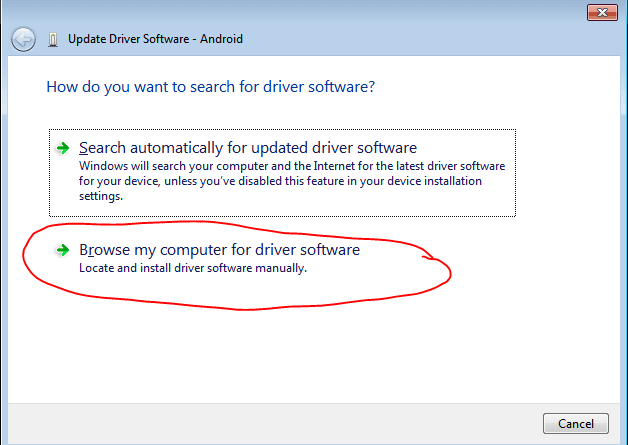 Update Driver Software - Android
How do you want to search for driver software?
Search automatically for updated driver software
Windows will search your computer and the Internet for the latest driver software
for your device, unless you've disabled this feature in your device installation
settings.
Browse my computer for driver software
Locate and install driver software manually.
Cancel